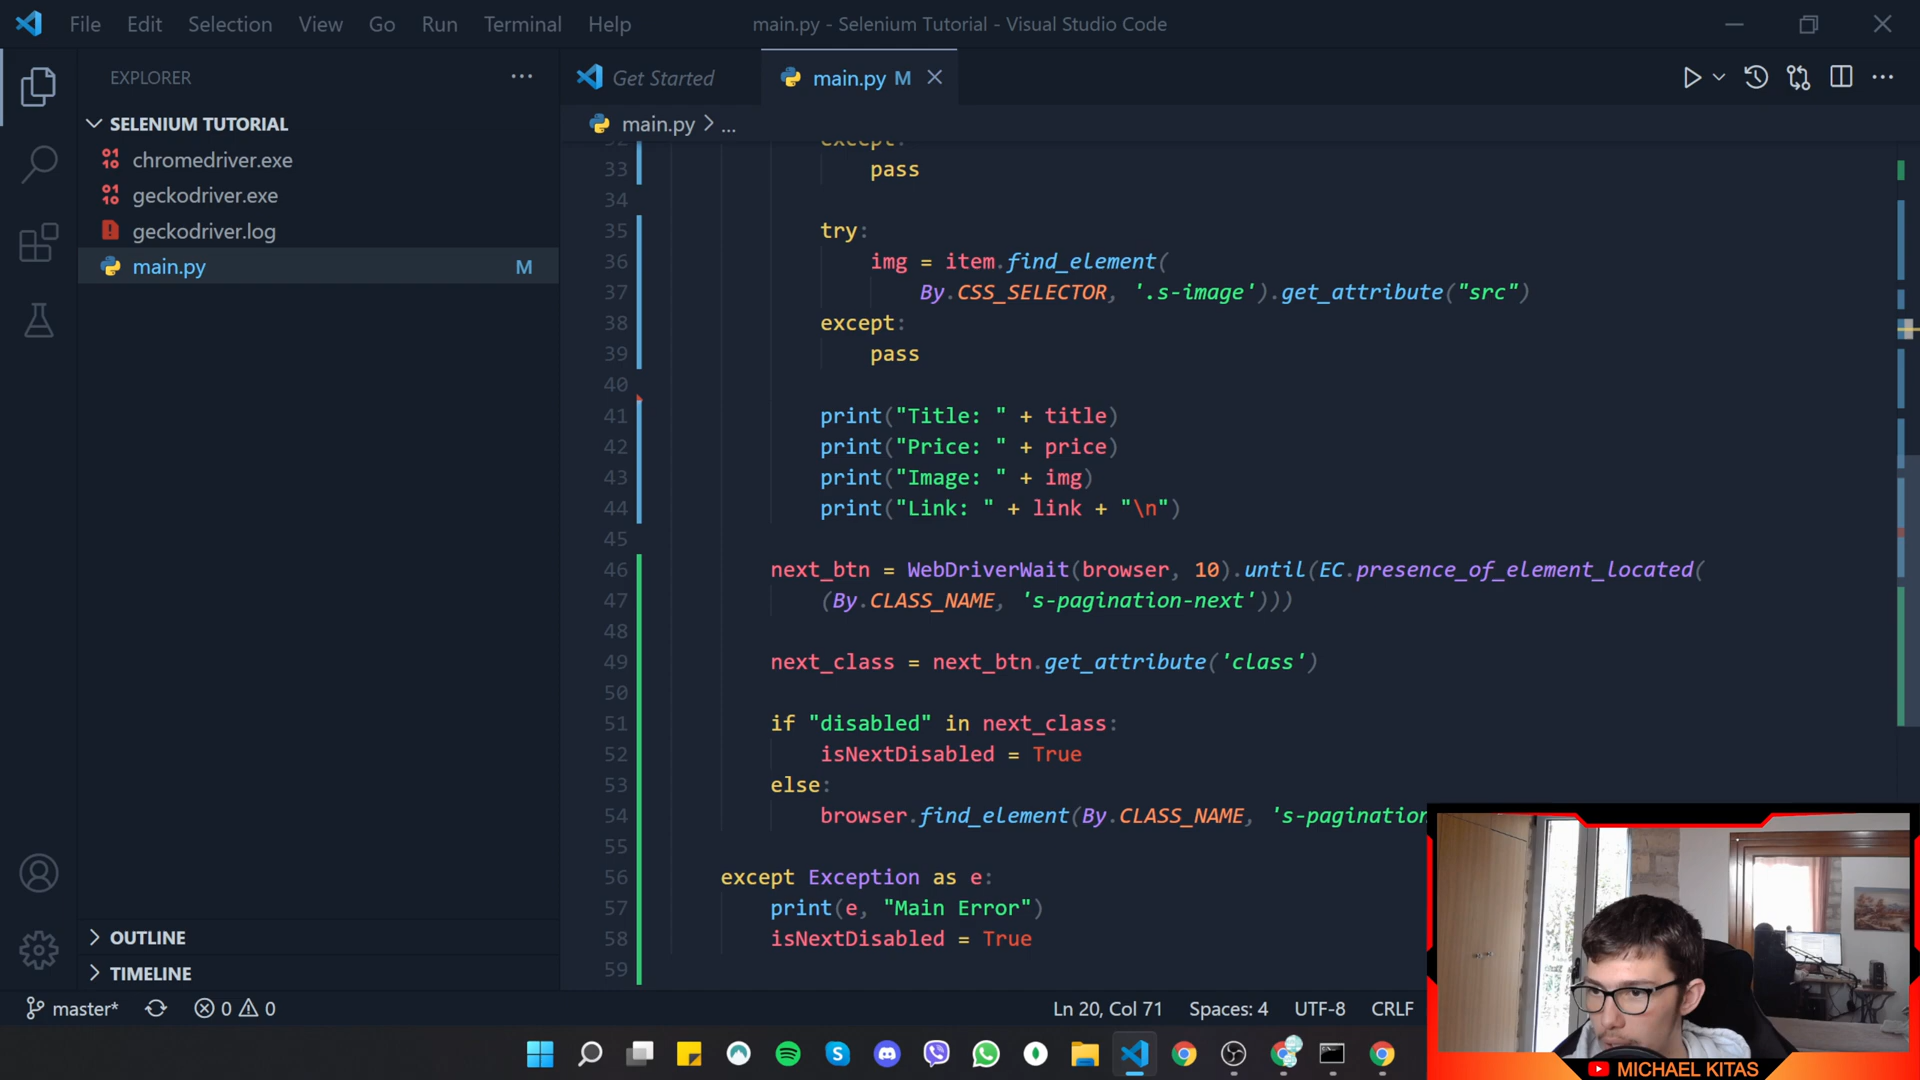 File Edit Selection View Go Run Terminal Help main.py - Selenium Tutorial - Visual Studio Code
EXPLORER
Get Started
main.py M
SELENIUM TUTORIAL
chromedriver.exe
geckodriver.exe
geckodriver.log
main.py M
OUTLINE
TIMELINE
main.py > ...
32 except:
33 pass
34
35 try:
36 img = item.find_element(
37 By.CSS_SELECTOR, '.s-image').get_attribute("src")
38 except:
39 pass
40
41 print("Title: " + title)
42 print("Price: " + price)
43 print("Image: " + img)
44 print("Link: " + link + "\n")
45
46 next_btn = WebDriverWait(browser, 10).until(EC.presence_of_element_located(
47 (By.CLASS_NAME, 's-pagination-next')))
48
49 next_class = next_btn.get_attribute('class')
50
51 if "disabled" in next_class:
52 isNextDisabled = True
53 else:
54 browser.find_element(By.CLASS_NAME, 's-pagination
55
56 except Exception as e:
57 print(e, "Main Error")
58 isNextDisabled = True
59
master* 0 0 Ln 20, Col 71 Spaces: 4 UTF-8 CRLF
MICHAEL KITAS